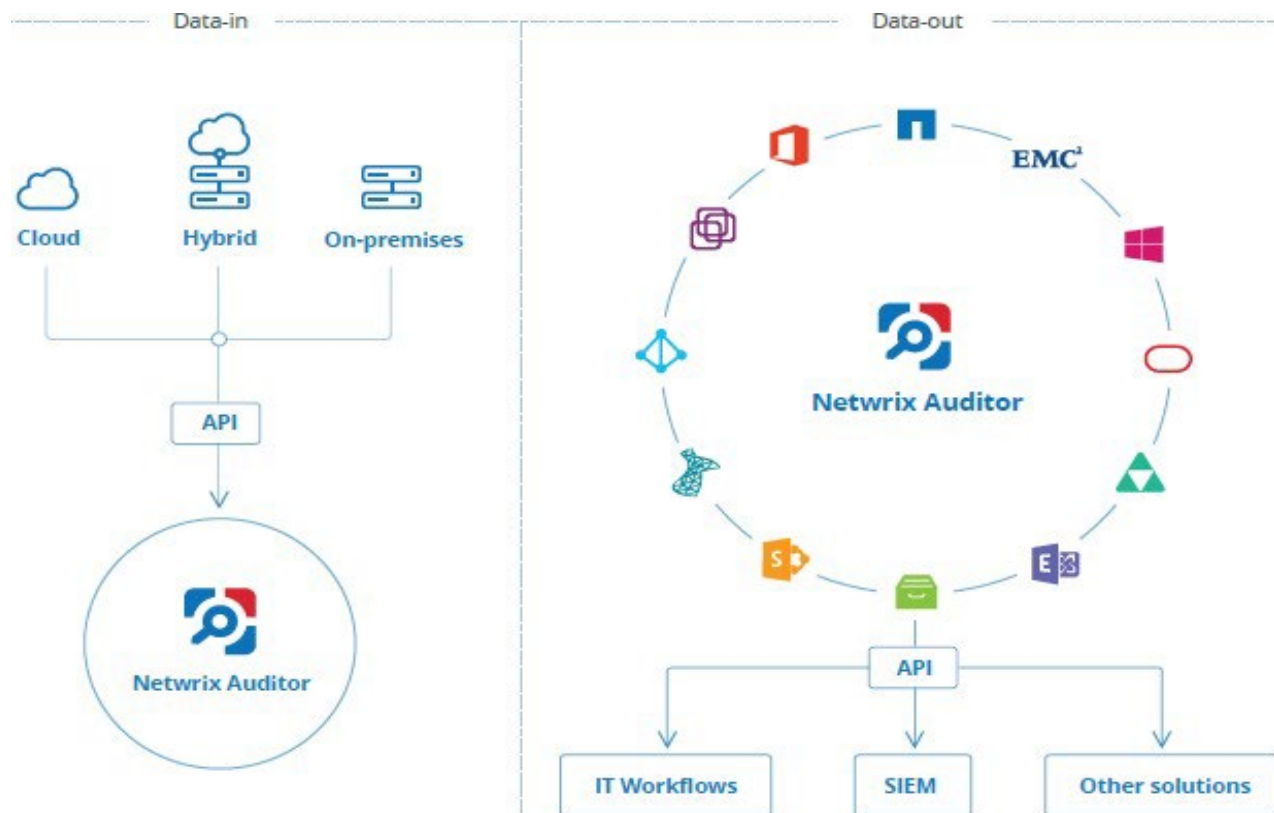 Data-in
Data-out
Cloud
Hybrid
On-premises
API
Netwrix Auditor
EMC²
Netwrix Auditor
S
E
API
IT Workflows
SIEM
Other solutions